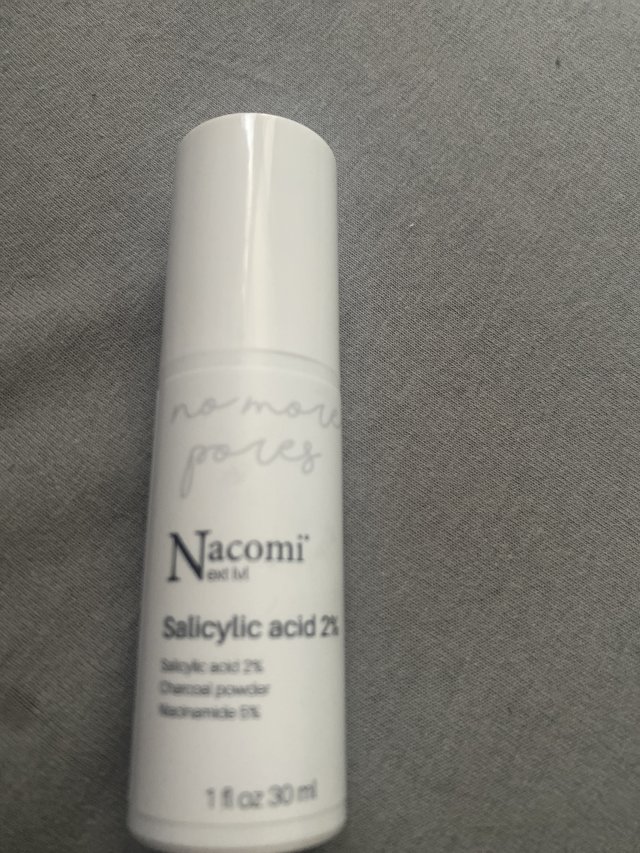 no more
pores
Nacomi
Next lvl
Salicylic acid 2%
Salicylic acid 2%
Charcoal powder
Niacinamide 5%
1 fl oz 30 ml